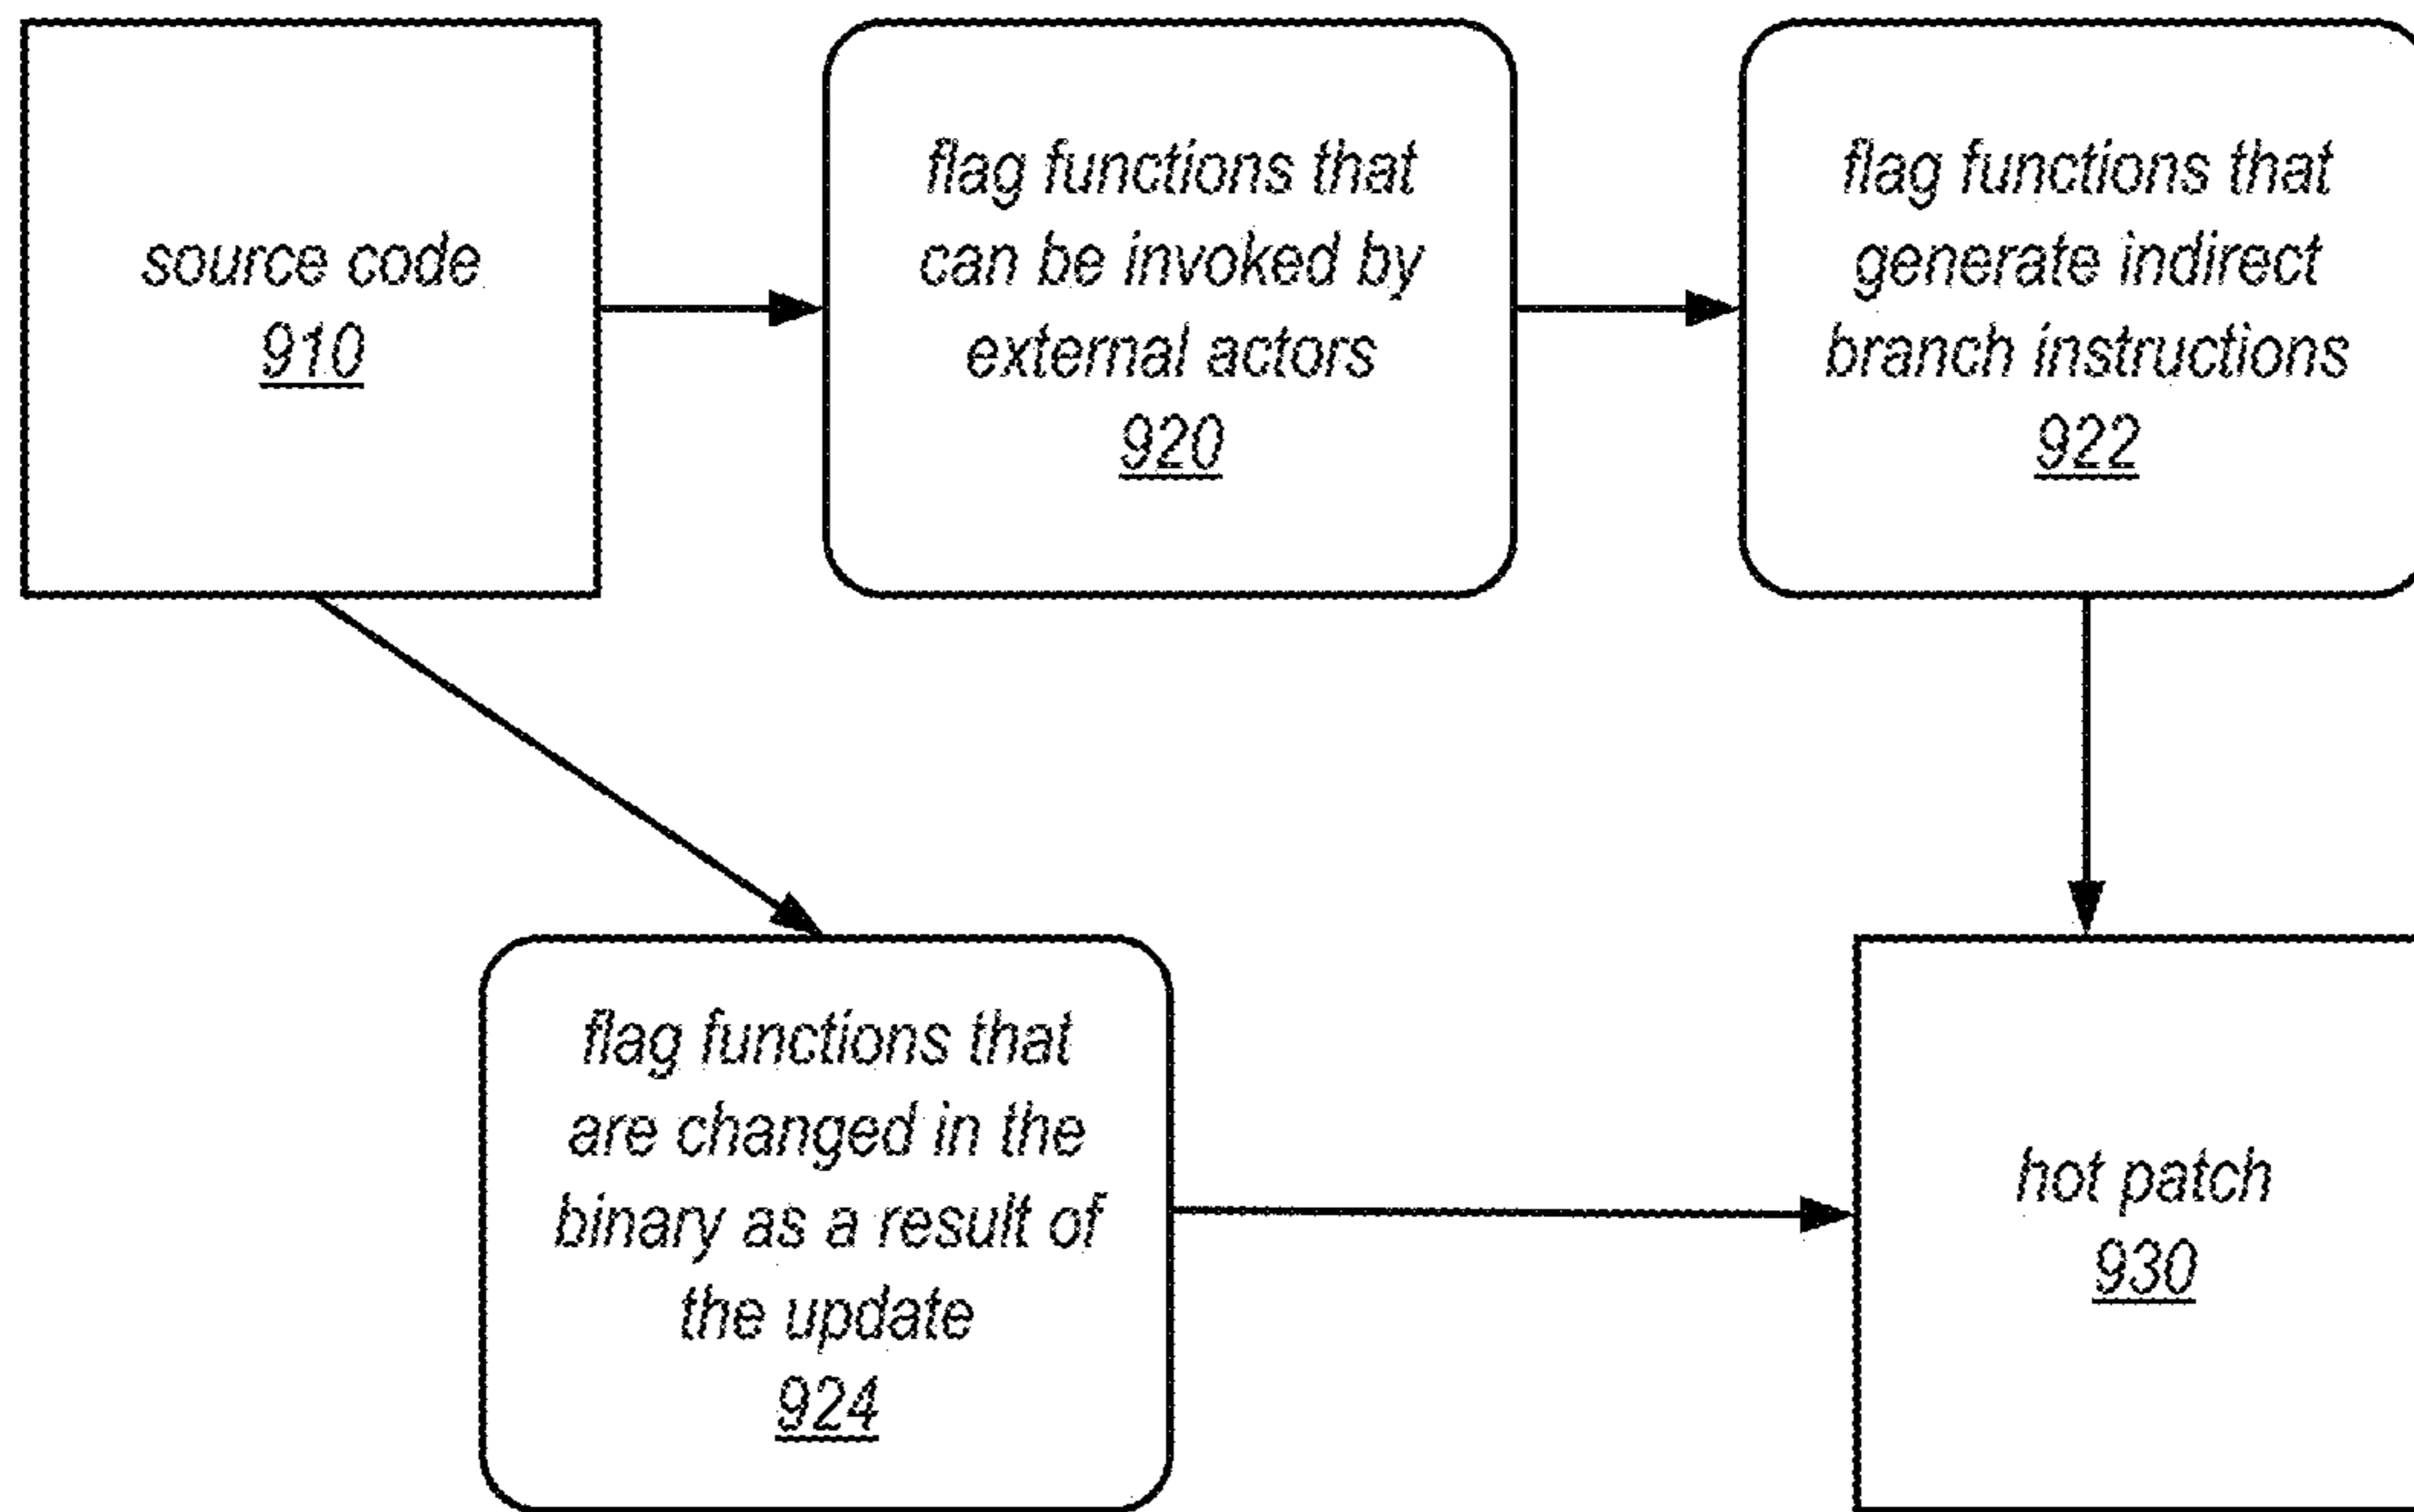 source code
910
flag functions that
can be invoked by
external actors
920
flag functions that
generate indirect
branch instructions
922
flag functions that
are changed in the
binary as a result of
the update
924
hot patch
930